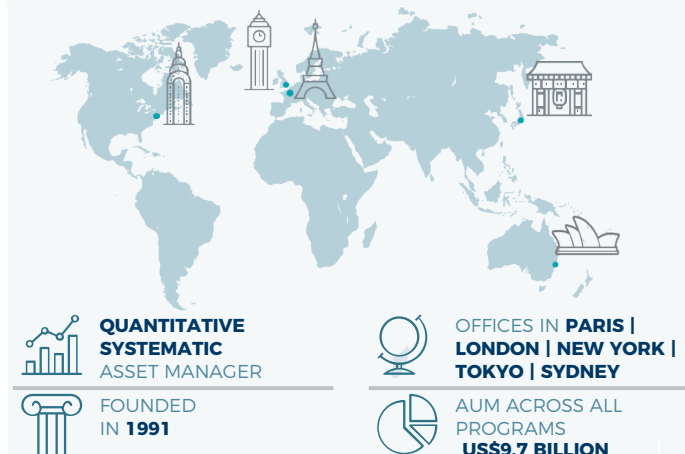 QUANTITATIVE
SYSTEMATIC
ASSET MANAGER
OFFICES IN PARIS |
LONDON | NEW YORK |
TOKYO | SYDNEY
FOUNDED
IN 1991
AUM ACROSS ALL
PROGRAMS
US$9.7 BILLION